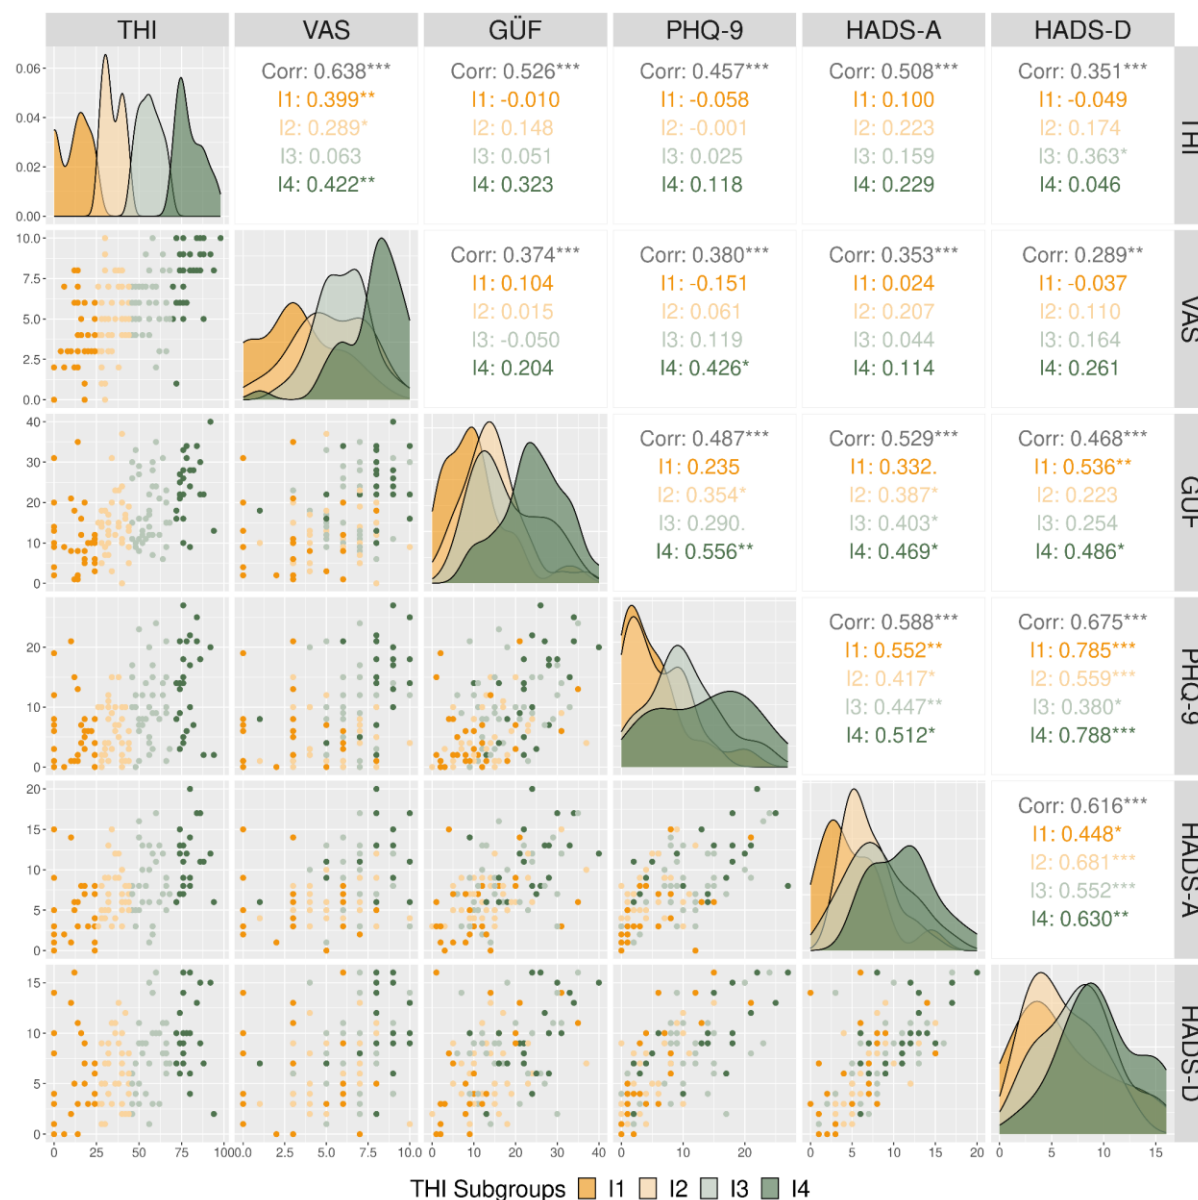 THI VAS GÜF PHQ-9 HADS-A HADS-D
Corr: 0.638*** Corr: 0.526*** Corr: 0.457*** Corr: 0.508*** Corr: 0.351***
I1: 0.399** I1: -0.010 I1: -0.058 I1: 0.100 I1: -0.049
I2: 0.289* I2: 0.148 I2: -0.001 I2: 0.223 I2: 0.174
I3: 0.063 I3: 0.051 I3: 0.025 I3: 0.159 I3: 0.363*
I4: 0.422** I4: 0.323 I4: 0.118 I4: 0.229 I4: 0.046
0.06
0.04
0.02
0.00
THI
Corr: 0.374*** Corr: 0.380*** Corr: 0.353*** Corr: 0.289**
I1: 0.104 I1: -0.151 I1: 0.024 I1: -0.037
I2: 0.015 I2: 0.061 I2: 0.207 I2: 0.110
I3: -0.050 I3: 0.119 I3: 0.044 I3: 0.164
I4: 0.204 I4: 0.426* I4: 0.114 I4: 0.261
10.0
7.5
5.0
2.5
0.0
VAS
Corr: 0.487*** Corr: 0.529*** Corr: 0.468***
I1: 0.235 I1: 0.332. I1: 0.536**
I2: 0.354* I2: 0.387* I2: 0.223
I3: 0.290. I3: 0.403* I3: 0.254
I4: 0.556** I4: 0.469* I4: 0.486*
40
30
20
10
0
GÜF
Corr: 0.588*** Corr: 0.675***
I1: 0.552** I1: 0.785***
I2: 0.417* I2: 0.559***
I3: 0.447** I3: 0.380*
I4: 0.512* I4: 0.788***
20
10
0
PHQ-9
Corr: 0.616***
I1: 0.448*
I2: 0.681***
I3: 0.552***
I4: 0.630**
20
15
10
5
0
HADS-A
15
10
5
0
HADS-D
0 25 50 75 100 0.0 2.5 5.0 7.5 10.0 0 10 20 30 40 0 10 20 0 5 10 15 20 0 5 10 15
THI Subgroups I1 I2 I3 I4